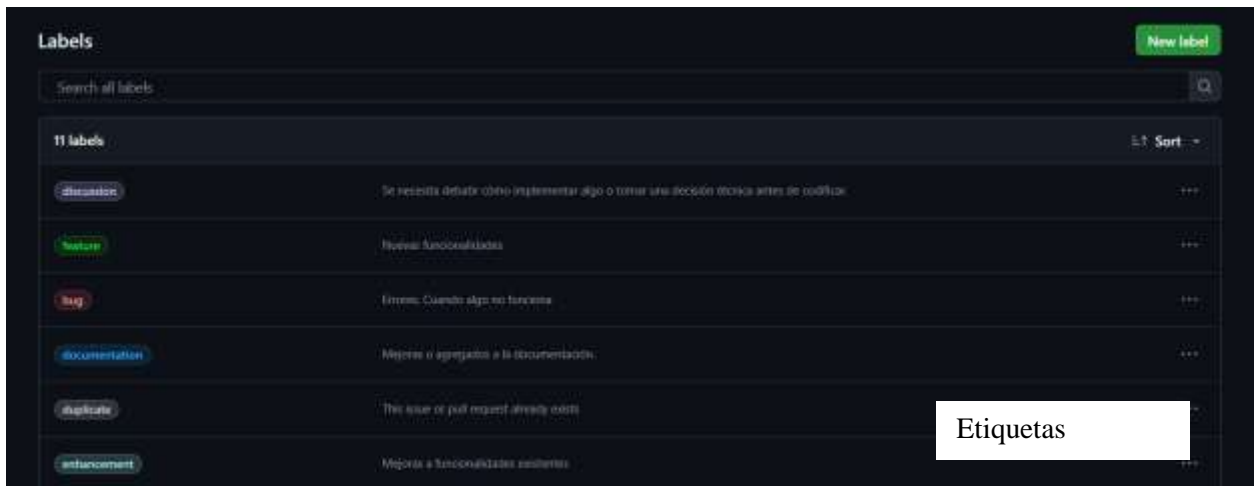 Labels
New label
Search all labels
11 labels
Sort
discussion
Se necesita debatir cómo implementar algo o tomar una decisión técnica antes de codificar.
feature
Nuevas funcionalidades
bug
Errores. Cuando algo no funciona
documentation
Mejoras o agregados a la documentación.
duplicate
This issue or pull request already exists
enhancement
Mejoras a funcionalidades existentes
Etiquetas